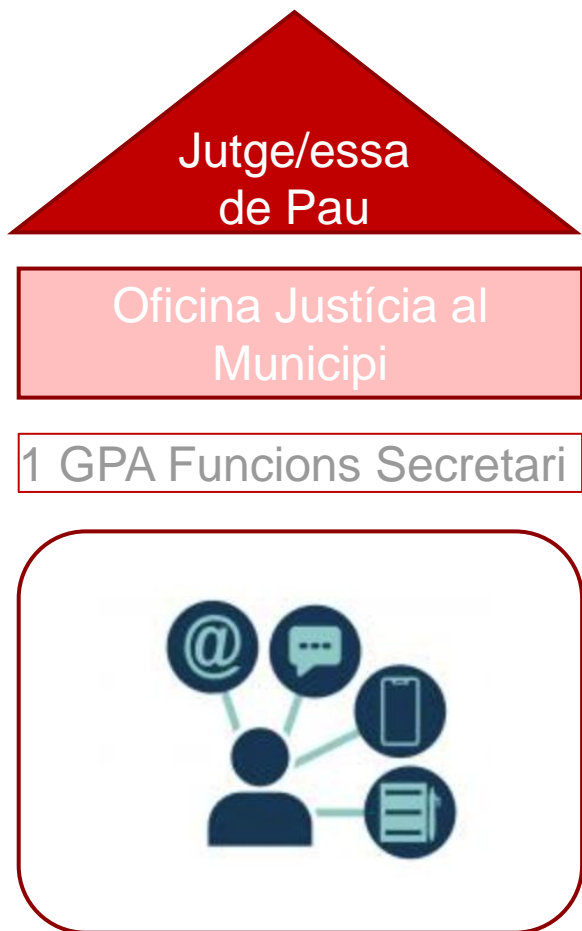 Jutge/essa
de Pau
Oficina Justícia al
Municipi
1 GPA Funcions Secretari
@